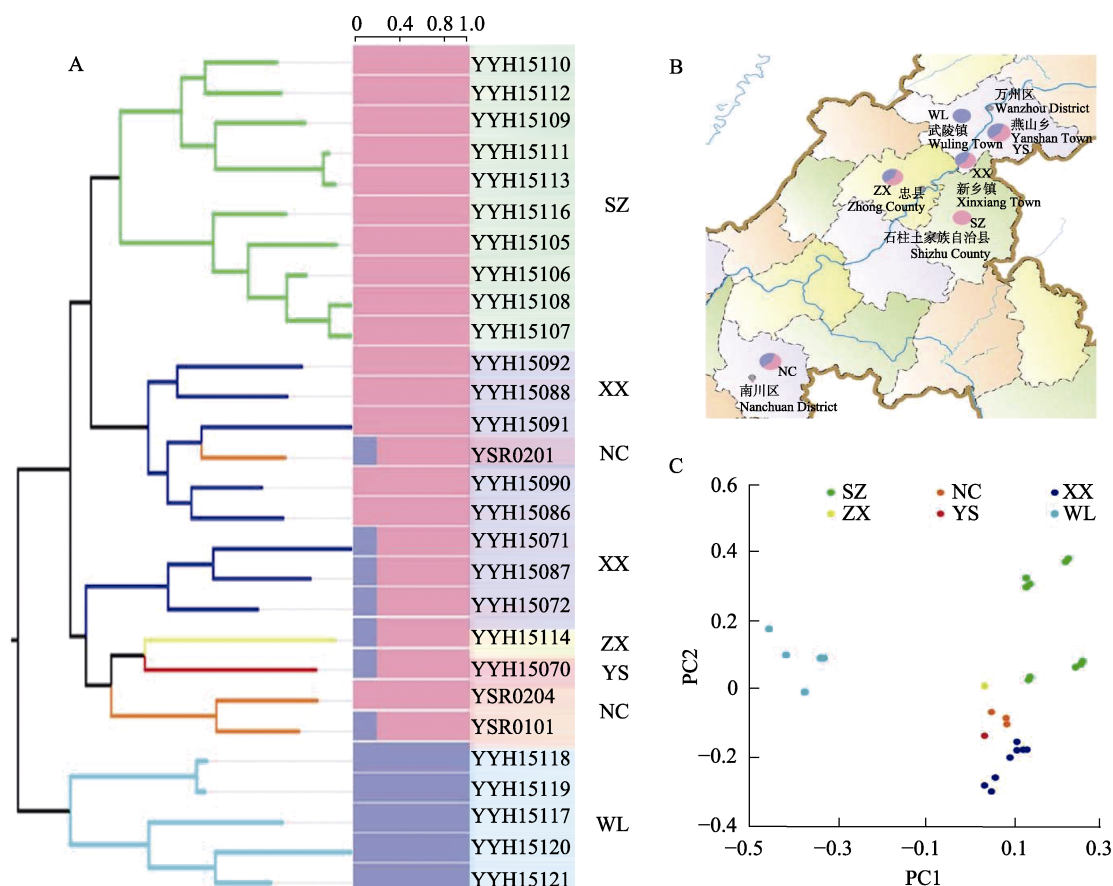 A
0 0.4 0.8 1.0
YYH15110
YYH15112
YYH15109
YYH15111
YYH15113
YYH15116
YYH15105
YYH15106
YYH15108
YYH15107
YYH15092
YYH15088
YYH15091
YSR0201
YYH15090
YYH15086
YYH15071
YYH15087
YYH15072
YYH15114
YYH15070
YSR0204
YSR0101
YYH15118
YYH15119
YYH15117
YYH15120
YYH15121
SZ
XX
NC
XX
ZX
YS
NC
WL
B
万州区
Wanzhou District
WL
武陵镇
Wuling Town
燕山乡
Yanshan Town
YS
XX
新乡镇
Xinxiang Town
ZX 忠县
Zhong County
SZ
石柱土家族自治县
Shizhu County
NC
南川区
Nanchuan District
C
SZ NC XX
ZX YS WL
PC2
0.6
0.4
0.2
0
−0.2
−0.4
−0.5 −0.3 −0.1 0.1 0.3
PC1